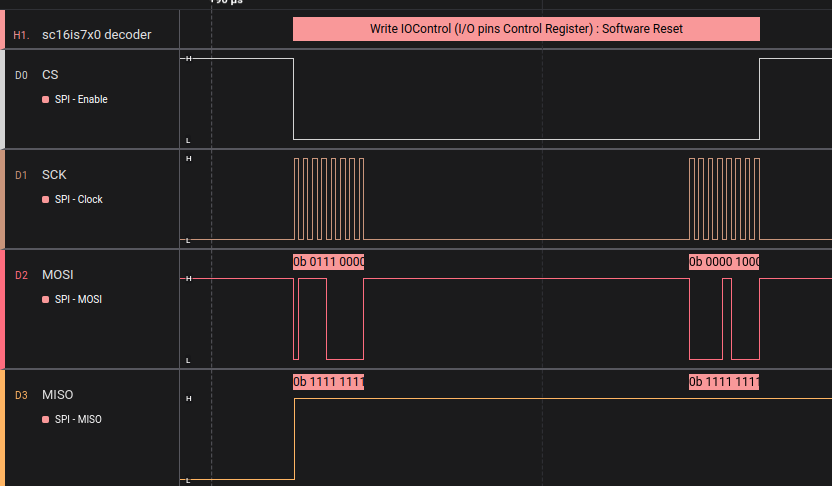 H1. sc16is7x0 decoder
Write IOControl (I/O pins Control Register) : Software Reset
D0 CS
SPI - Enable
H
L
D1 SCK
SPI - Clock
H
L
D2 MOSI
SPI - MOSI
0b 0111 0000
0b 0000 1000
H
L
D3 MISO
SPI - MISO
0b 1111 1111
0b 1111 1111
H
L